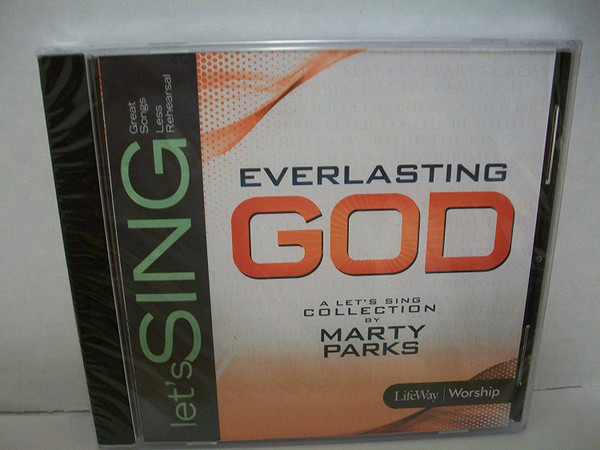 let's SING
Great
Songs
Less
Rehearsal
EVERLASTING
GOD
A LET'S SING
COLLECTION
BY
MARTY
PARKS
LifeWay | Worship